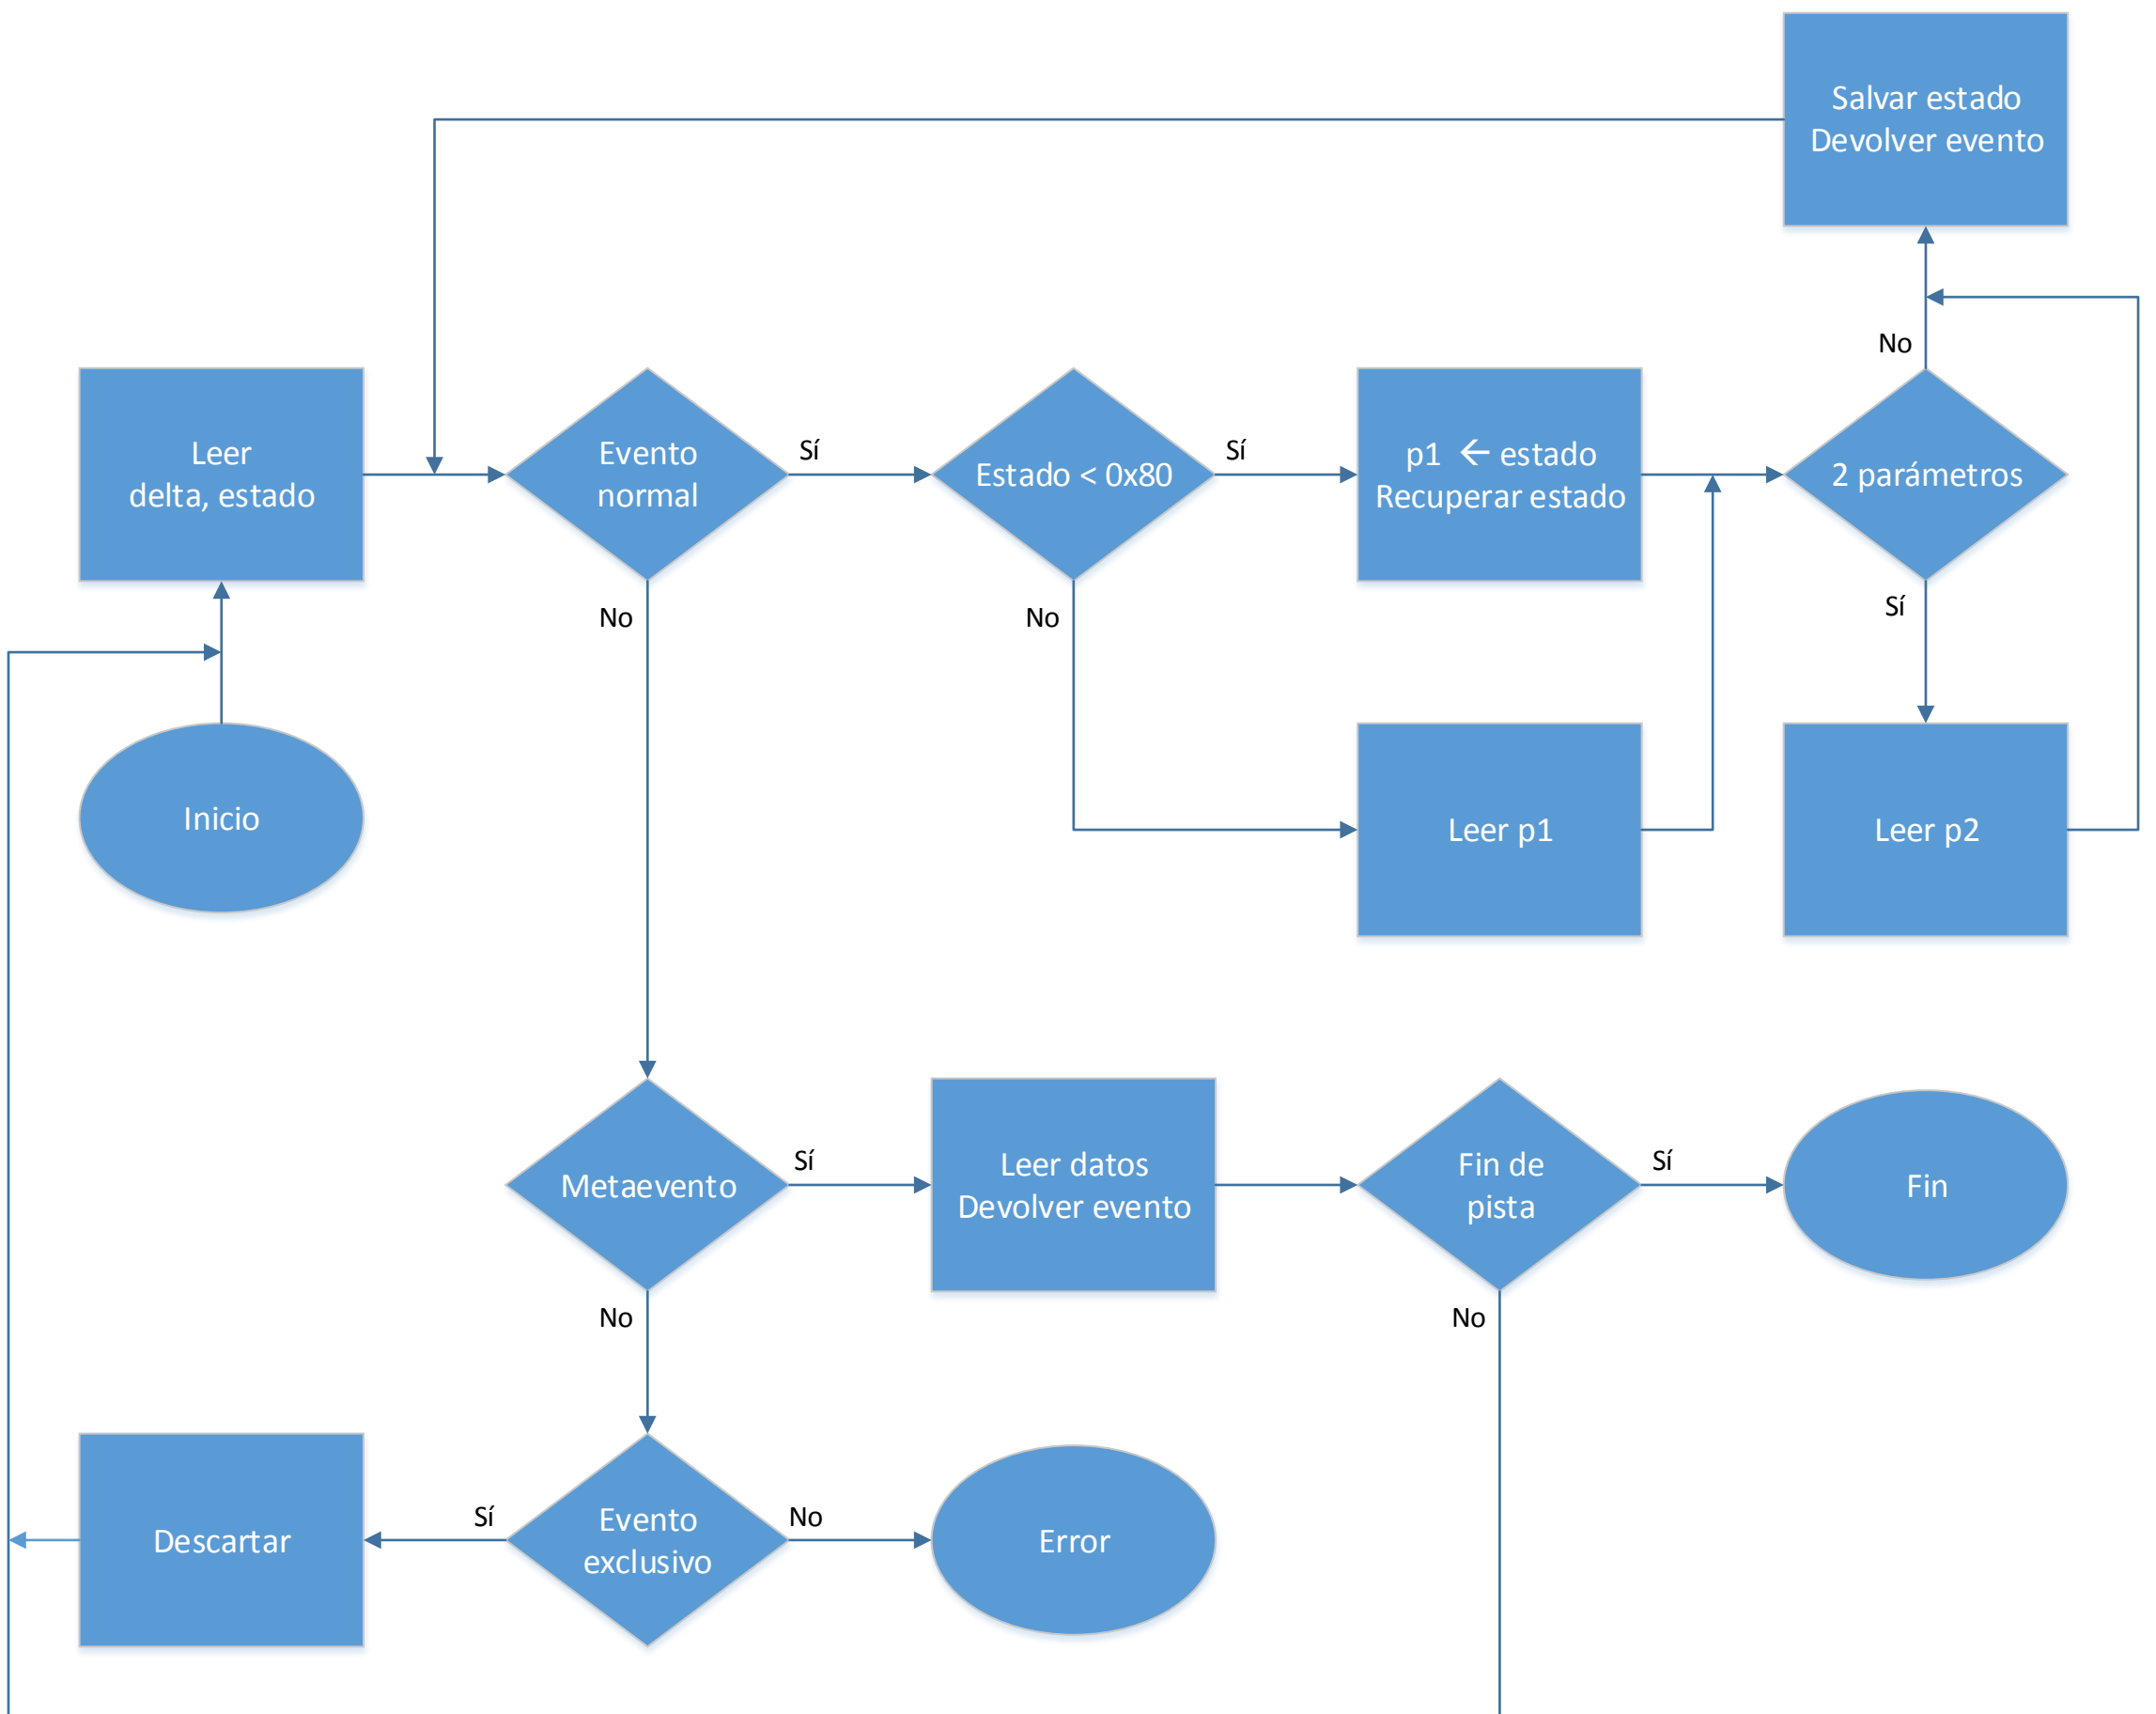 Salvar estado
Devolver evento
No
Leer
delta, estado
Evento
normal
Sí
Estado < 0x80
Sí
p1 ← estado
Recuperar estado
2 parámetros
No
No
Sí
Inicio
Leer p1
Leer p2
Metaevento
Sí
Leer datos
Devolver evento
Fin de
pista
Sí
Fin
No
No
Descartar
Sí
Evento
exclusivo
No
Error